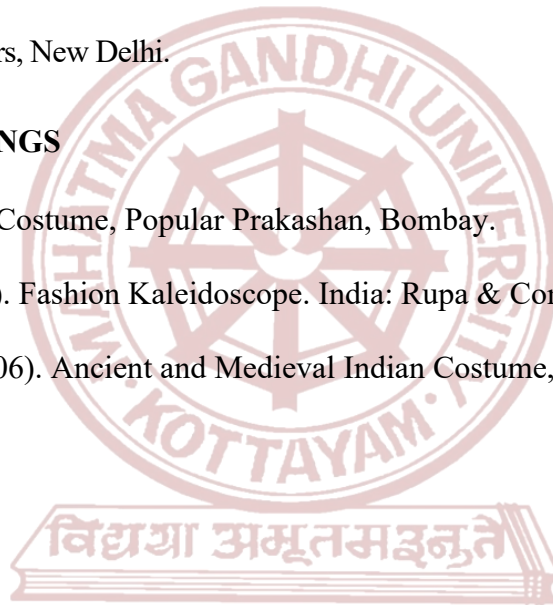 rs, New Delhi.
MAHATMA GANDHI UNIVERSITY
NGS
Costume, Popular Prakashan, Bombay.
). Fashion Kaleidoscope. India: Rupa & Cor
06). Ancient and Medieval Indian Costume,
KOTTAYAM
विद्यया अमृतमश्नुते